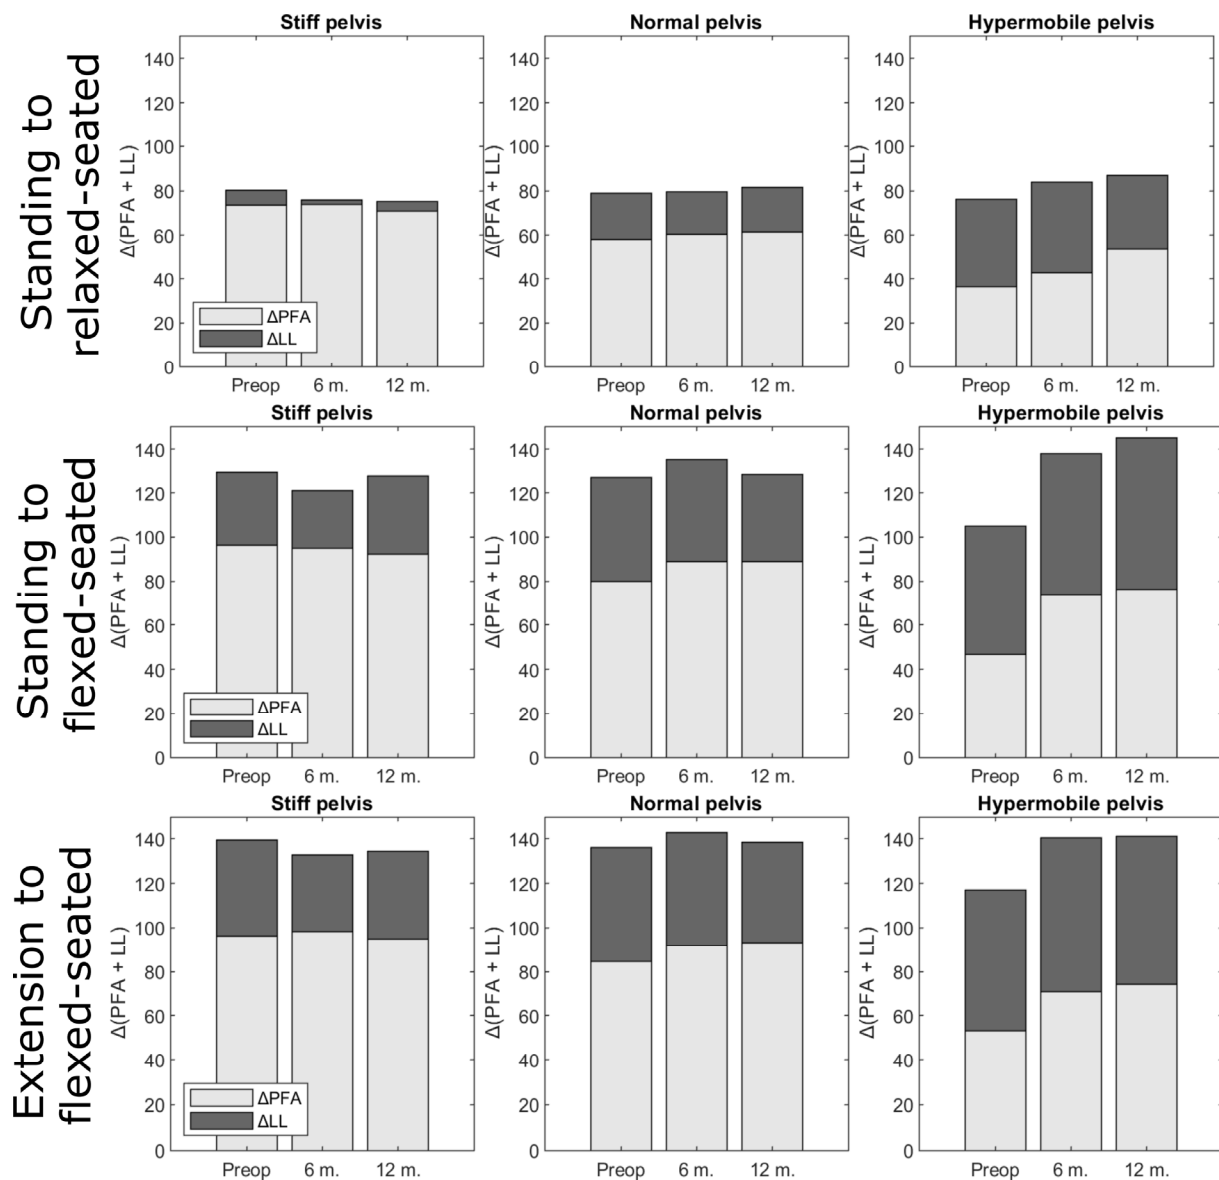 Standing to
relaxed-seated
Stiff pelvis
140
120
100
80
60
40
20
0
Δ(PFA + LL)
ΔPFA
ΔLL
Preop 6 m. 12 m.
Normal pelvis
140
120
100
80
60
40
20
0
Δ(PFA + LL)
Preop 6 m. 12 m.
Hypermobile pelvis
140
120
100
80
60
40
20
0
Δ(PFA + LL)
Preop 6 m. 12 m.
Standing to
flexed-seated
Stiff pelvis
140
120
100
80
60
40
20
0
Δ(PFA + LL)
ΔPFA
ΔLL
Preop 6 m. 12 m.
Normal pelvis
140
120
100
80
60
40
20
0
Δ(PFA + LL)
Preop 6 m. 12 m.
Hypermobile pelvis
140
120
100
80
60
40
20
0
Δ(PFA + LL)
Preop 6 m. 12 m.
Extension to
flexed-seated
Stiff pelvis
140
120
100
80
60
40
20
0
Δ(PFA + LL)
ΔPFA
ΔLL
Preop 6 m. 12 m.
Normal pelvis
140
120
100
80
60
40
20
0
Δ(PFA + LL)
Preop 6 m. 12 m.
Hypermobile pelvis
140
120
100
80
60
40
20
0
Δ(PFA + LL)
Preop 6 m. 12 m.